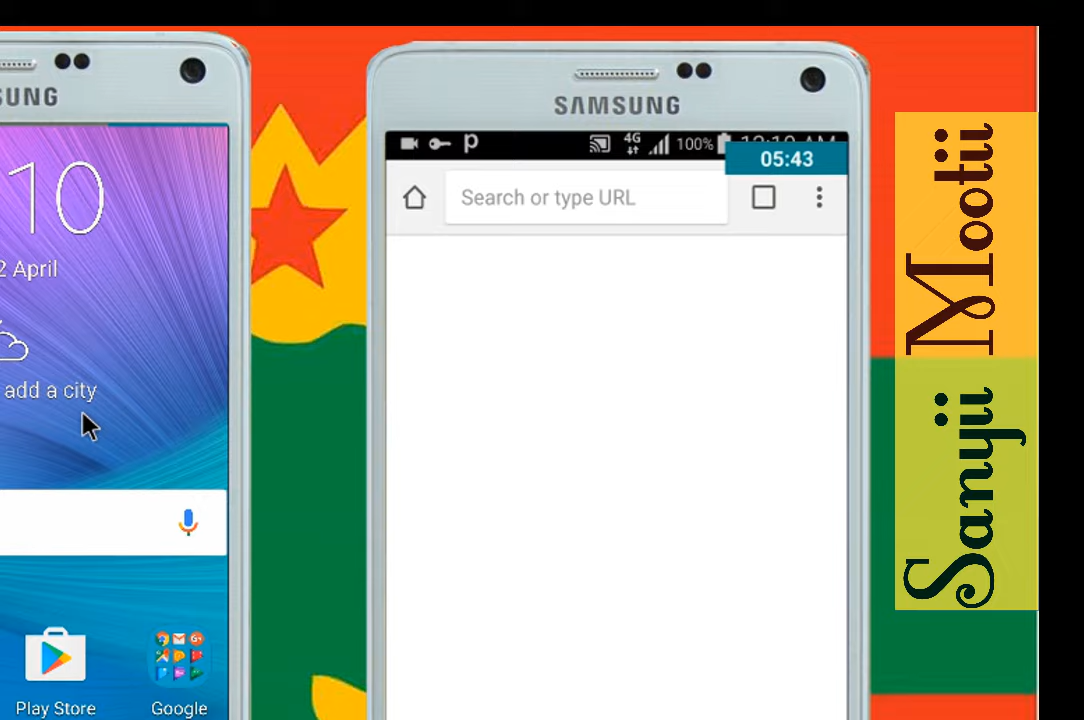 SUNG
10
2 April
add a city
Play Store
Google
SAMSUNG
p
4G
100%
05:43
Search or type URL
Sanyii Mootii